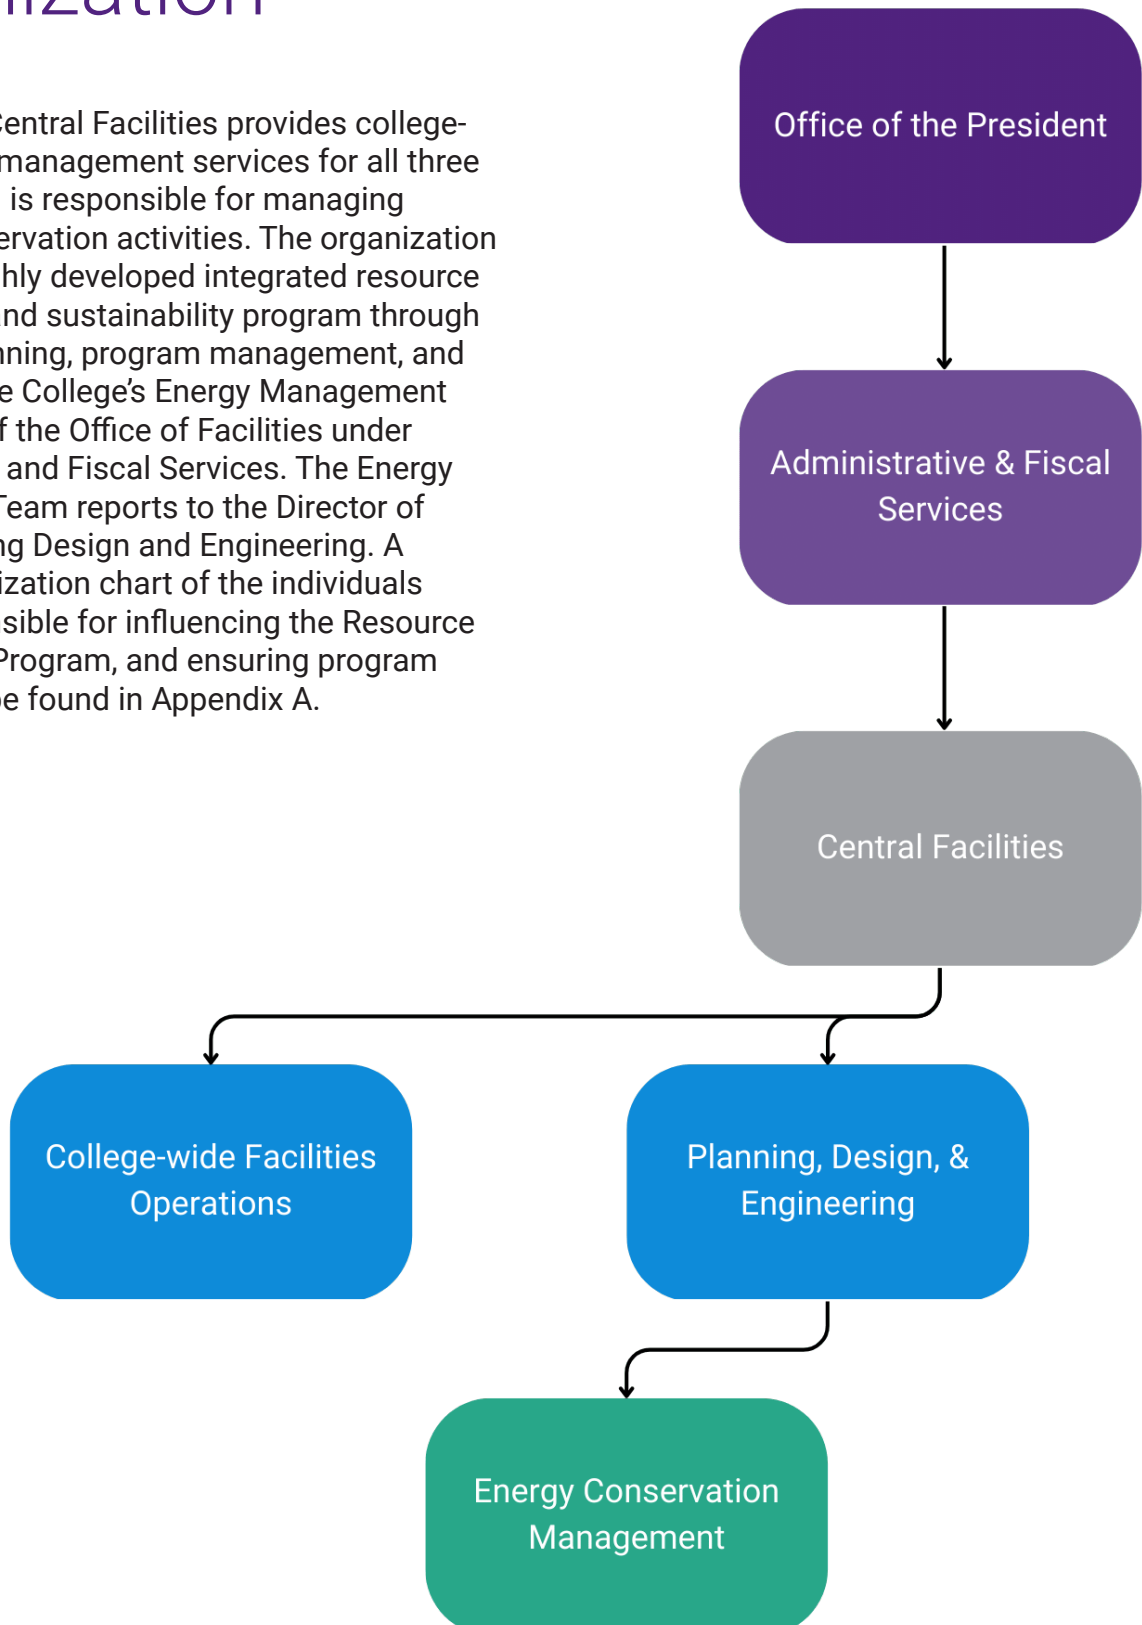 entral Facilities provides college-
management services for all three
is responsible for managing
ervation activities. The organization
hly developed integrated resource
and sustainability program through
nning, program management, and
e College's Energy Management
f the Office of Facilities under
and Fiscal Services. The Energy
Team reports to the Director of
ng Design and Engineering. A
ization chart of the individuals
nsible for influencing the Resource
Program, and ensuring program
be found in Appendix A.
Office of the President
Administrative & Fiscal
Services
Central Facilities
College-wide Facilities
Operations
Planning, Design, &
Engineering
Energy Conservation
Management